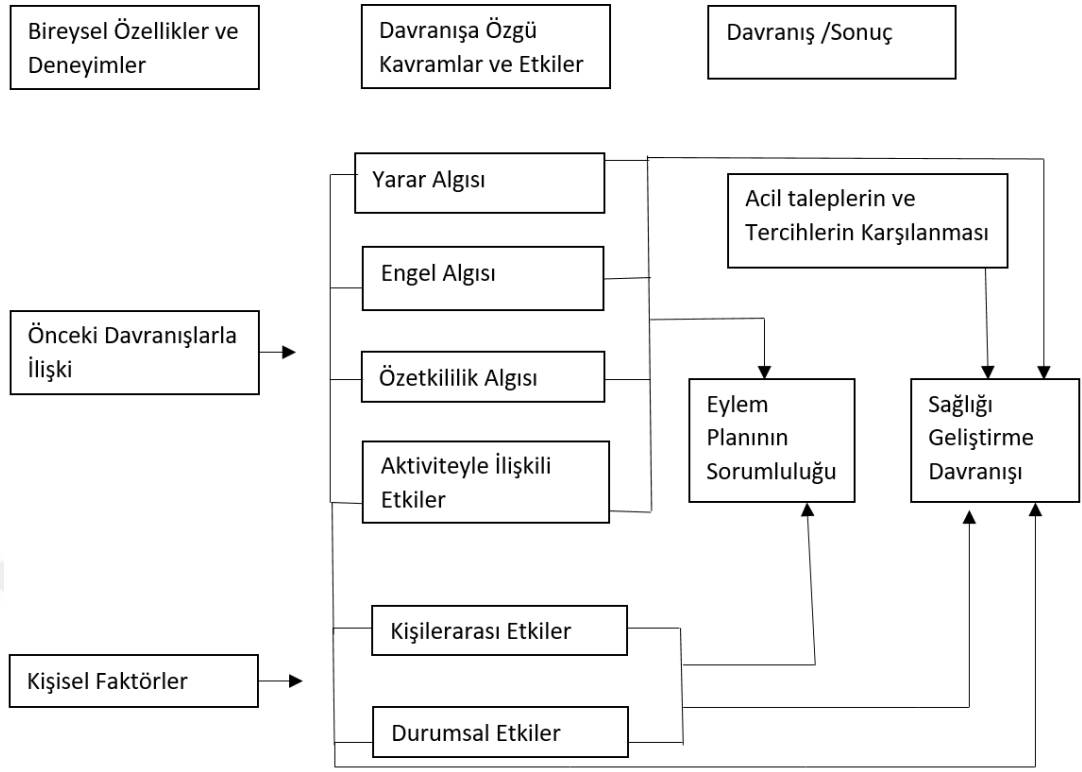 Bireysel Özellikler ve
Deneyimler
Davranışa Özgü
Kavramlar ve Etkiler
Davranış /Sonuç
Yarar Algısı
Acil taleplerin ve
Tercihlerin Karşılanması
Engel Algısı
Önceki Davranışlarla
İlişki
Özetkililik Algısı
Eylem
Planının
Sorumluluğu
Sağlığı
Geliştirme
Davranışı
Aktiviteyle İlişkili
Etkiler
Kişilerarası Etkiler
Kişisel Faktörler
Durumsal Etkiler